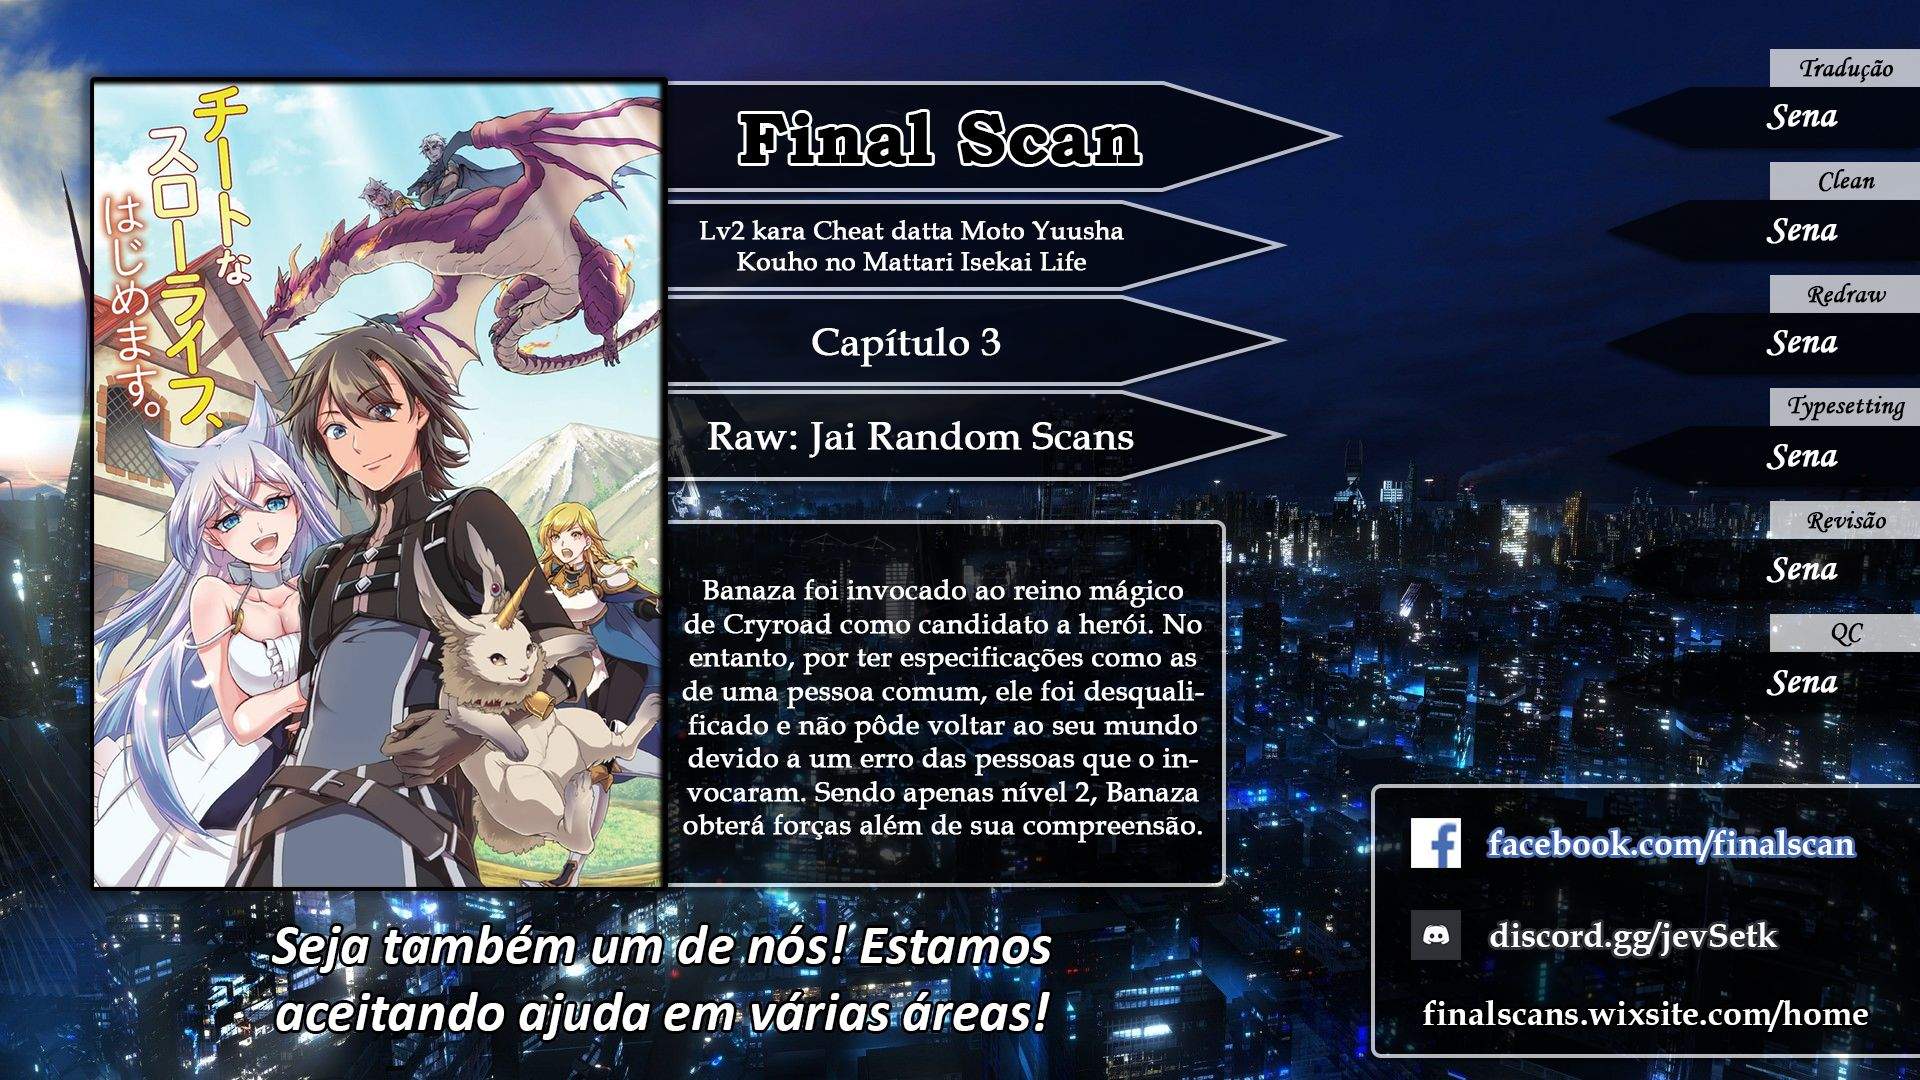 チートな
スローライフ、
はじめます。
Final Scan
Lv2 kara Cheat datta Moto Yuusha
Kouho no Mattari Isekai Life
Capítulo 3
Raw: Jai Random Scans
Banaza foi invocado ao reino mágico
de Cryroad como candidato a herói. No
entanto, por ter especificações como as
de uma pessoa comum, ele foi desquali-
ficado e não pôde voltar ao seu mundo
devido a um erro das pessoas que o in-
vocaram. Sendo apenas nível 2, Banaza
obterá forças além de sua compreensão.
Seja também um de nós! Estamos
aceitando ajuda em várias áreas!
Tradução
Sena
Clean
Sena
Redraw
Sena
Typesetting
Sena
Revisão
Sena
QC
Sena
facebook.com/finalscan
discord.gg/jevSetk
finalscans.wixsite.com/home